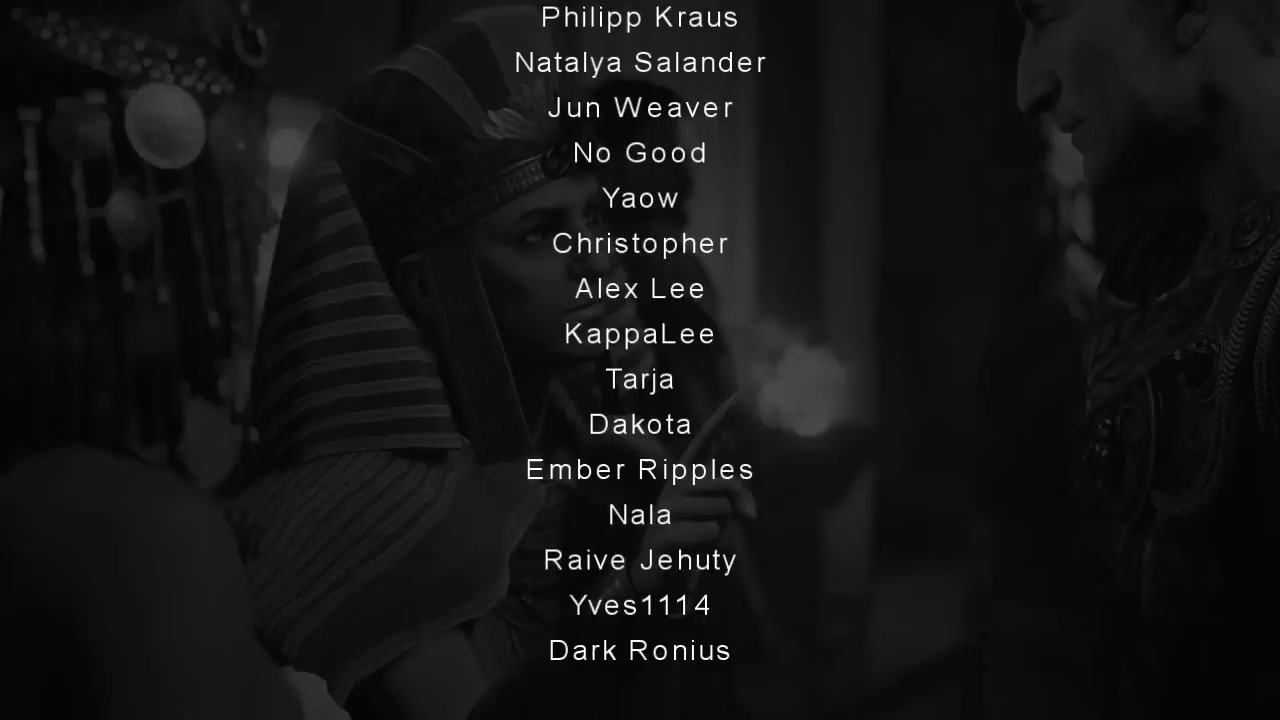 Philipp Kraus
Natalya Salander
Jun Weaver
No Good
Yaow
Christopher
Alex Lee
KappaLee
Tarja
Dakota
Ember Ripples
Nala
Raive Jehuty
Yves1114
Dark Ronius